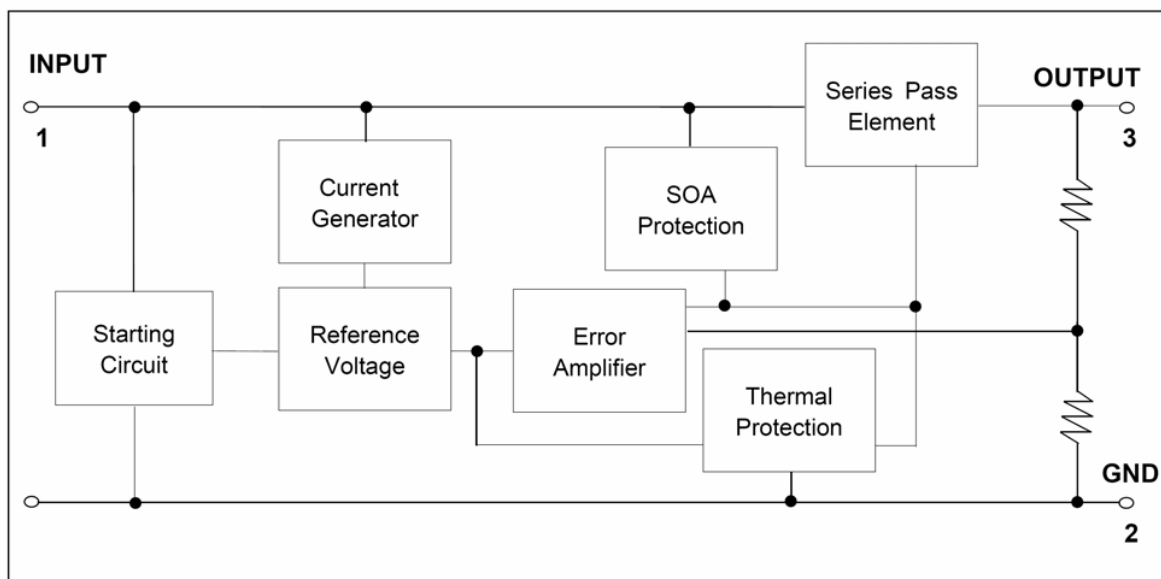 INPUT
1
Series Pass
Element
OUTPUT
3
Current
Generator
SOA
Protection
Starting
Circuit
Reference
Voltage
Error
Amplifier
Thermal
Protection
GND
2